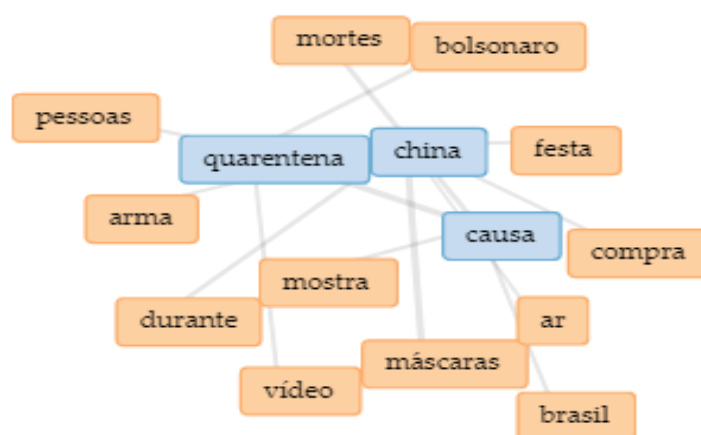 mortes
bolsonaro
pessoas
quarentena
china
festa
arma
causa
compra
mostra
durante
ar
máscaras
vídeo
brasil